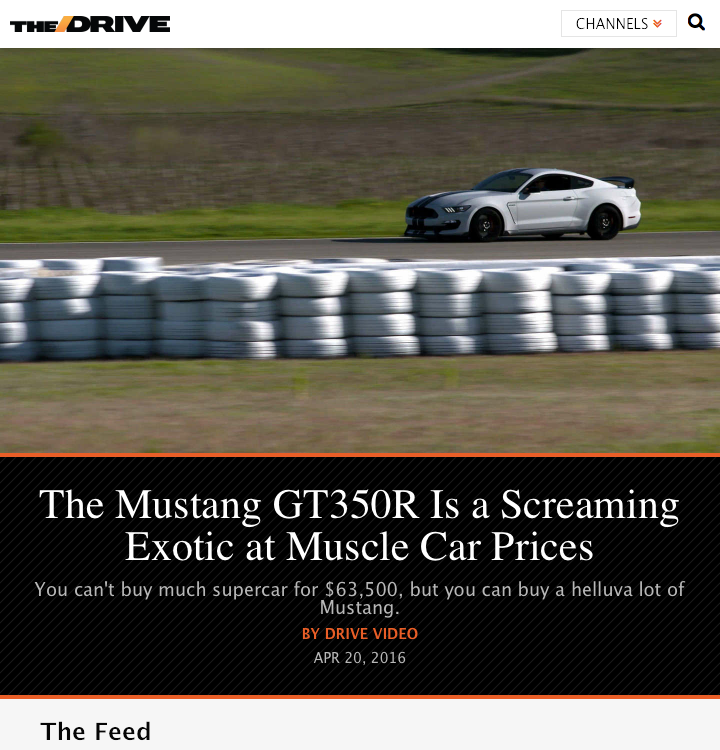 THE DRIVE
CHANNELS
The Mustang GT350R Is a Screaming
Exotic at Muscle Car Prices
You can't buy much supercar for $63,500, but you can buy a helluva lot of
Mustang.
BY DRIVE VIDEO
APR 20, 2016
The Feed